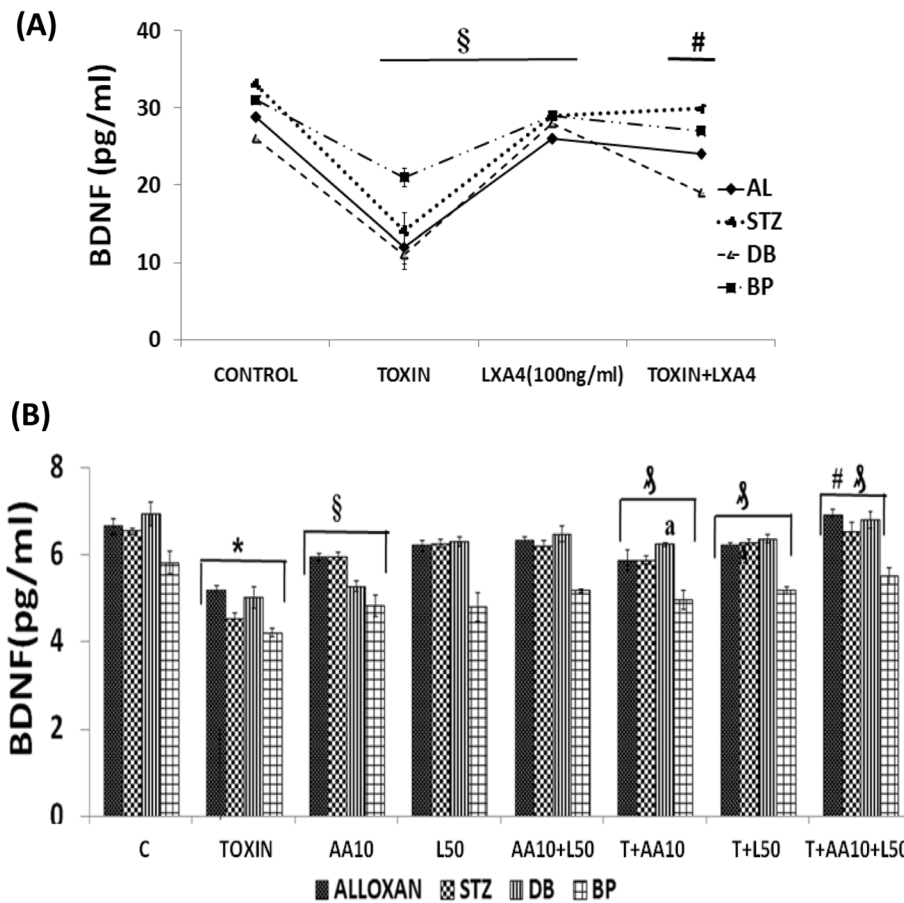 (A)
BDNF (pg/ml)
40
30
20
10
0
§
#
AL
STZ
DB
BP
CONTROL TOXIN LXA4(100ng/ml) TOXIN+LXA4
(B)
BDNF(pg/ml)
8
6
4
2
0
*
§
a
#
C TOXIN AA10 L50 AA10+L50 T+AA10 T+L50 T+AA10+L50
ALLOXAN STZ DB BP